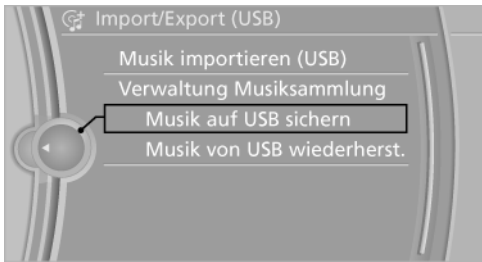 Import/Export (USB)
Musik importieren (USB)
Verwaltung Musiksammlung
Musik auf USB sichern
Musik von USB wiederherst.